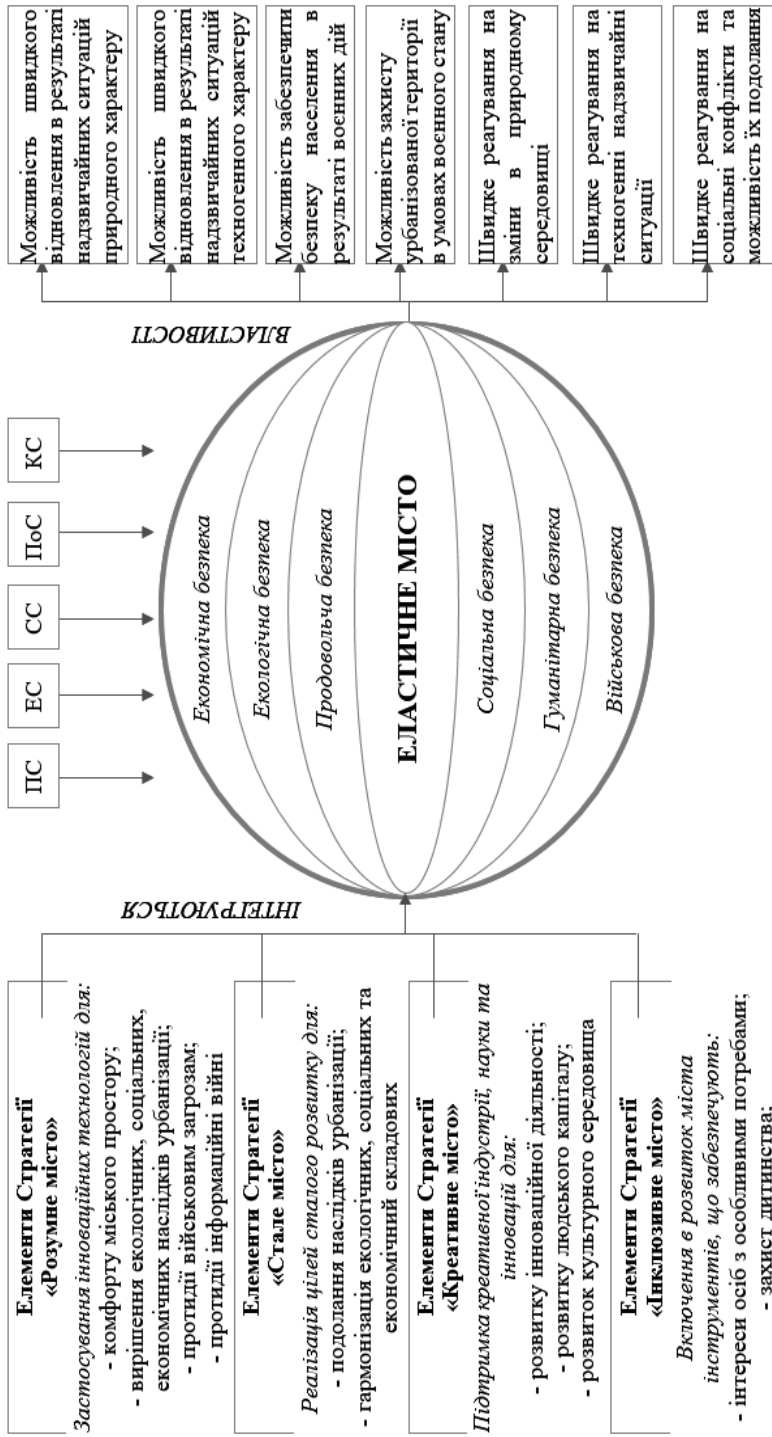 Елементи Стратегії
«Розумне місто»
Застосування інноваційних технологій для:
- комфорту міського простору;
- вирішення екологічних, соціальних,
економічних наслідків урбанізації;
- протидії військовим загрозам;
- протидії інформаційні війні
Елементи Стратегії
«Стале місто»
Реалізація цілей сталого розвитку для:
- подолання наслідків урбанізації;
- гармонізація екологічних, соціальних та
економічний складових
Елементи Стратегії
«Креативне місто»
Підтримка креативної індустрії, науки та
інновацій для:
- розвитку інноваційної діяльності;
- розвитку людського капіталу;
- розвиток культурного середовища
Елементи Стратегії
«Інклюзивне місто»
Включення в розвиток міста
інструментів, що забезпечують:
- інтереси осіб з особливими потребами;
- захист дитинства;
ІНТЕГРУЮТЬСЯ
ПС
ЕС
СС
ПоС
КС
Економічна безпека
Екологічна безпека
Продовольча безпека
ЕЛАСТИЧНЕ МІСТО
Соціальна безпека
Гуманітарна безпека
Військова безпека
ВЛАСТИВОСТІ
Можливість швидкого
відновлення в результаті
надзвичайних ситуацій
природного характеру
Можливість швидкого
відновлення в результаті
надзвичайних ситуацій
техногенного характеру
Можливість забезпечити
безпеку населення в
результаті воєнних дій
Можливість захисту
урбанізованої території
в умовах воєнного стану
Швидке реагування на
зміни в природному
середовищі
Швидке реагування на
техногенні надзвичайні
ситуації
Швидке реагування на
соціальні конфлікти та
можливість їх подолання